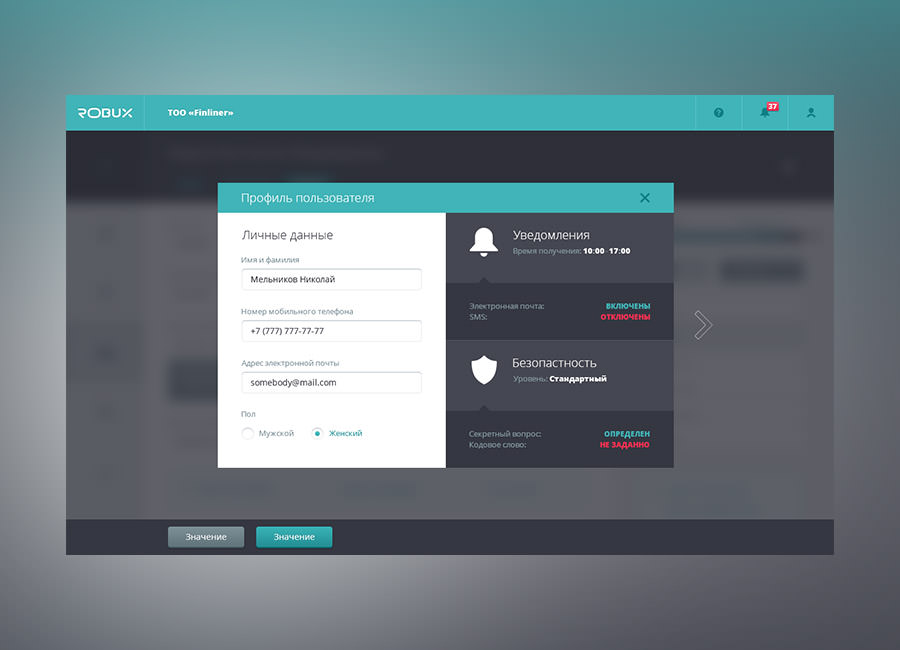 ROBUX
ТОО «Finliner»
37
Профиль пользователя
Личные данные
Имя и фамилия
Мельников Николай
Номер мобильного телефона
+7 (777) 777-77-77
Адрес электронной почты
somebody@mail.com
Пол
Мужской
Женский
Уведомления
Время получения: 10:00 - 17:00
Электронная почта: ВКЛЮЧЕНЫ
SMS: ОТКЛЮЧЕНЫ
Безопастность
Уровень: Стандартный
Секретный вопрос: ОПРЕДЕЛЕН
Кодовое слово: НЕ ЗАДАННО
Значение
Значение